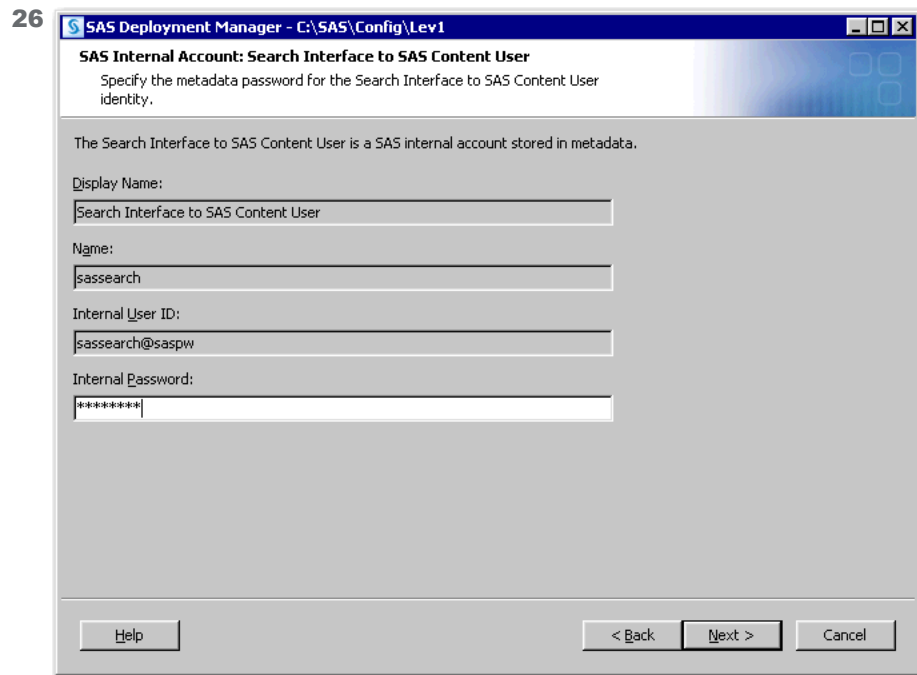 26
SAS Deployment Manager - C:\SAS\Config\Lev1
SAS Internal Account: Search Interface to SAS Content User
Specify the metadata password for the Search Interface to SAS Content User
identity.
The Search Interface to SAS Content User is a SAS internal account stored in metadata.
Display Name:
Search Interface to SAS Content User
Name:
sassearch
Internal User ID:
sassearch@saspw
Internal Password:
********
Help
< Back
Next >
Cancel